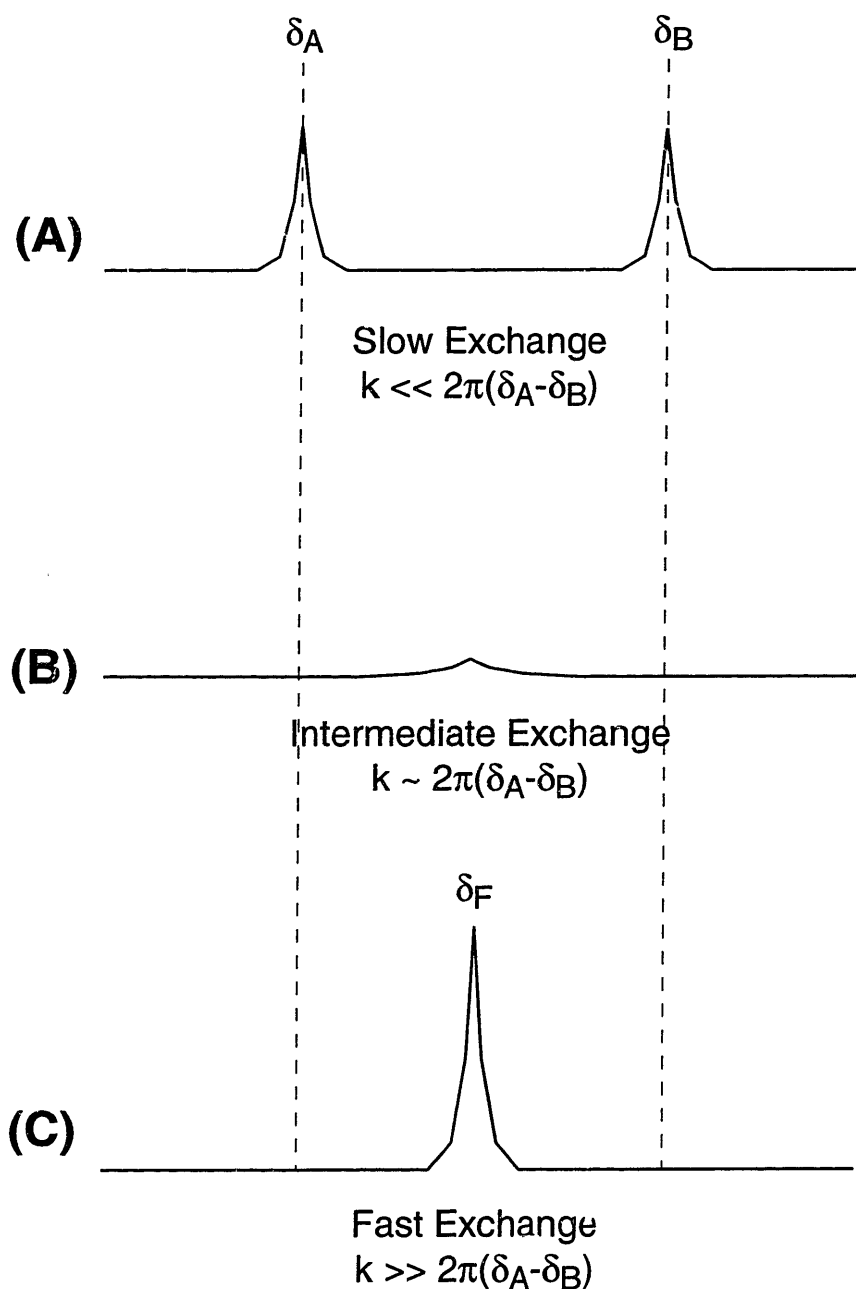 δA δB
(A)
Slow Exchange
k << 2π(δA-δB)
(B)
Intermediate Exchange
k ~ 2π(δA-δB)
δF
(C)
Fast Exchange
k >> 2π(δA-δB)